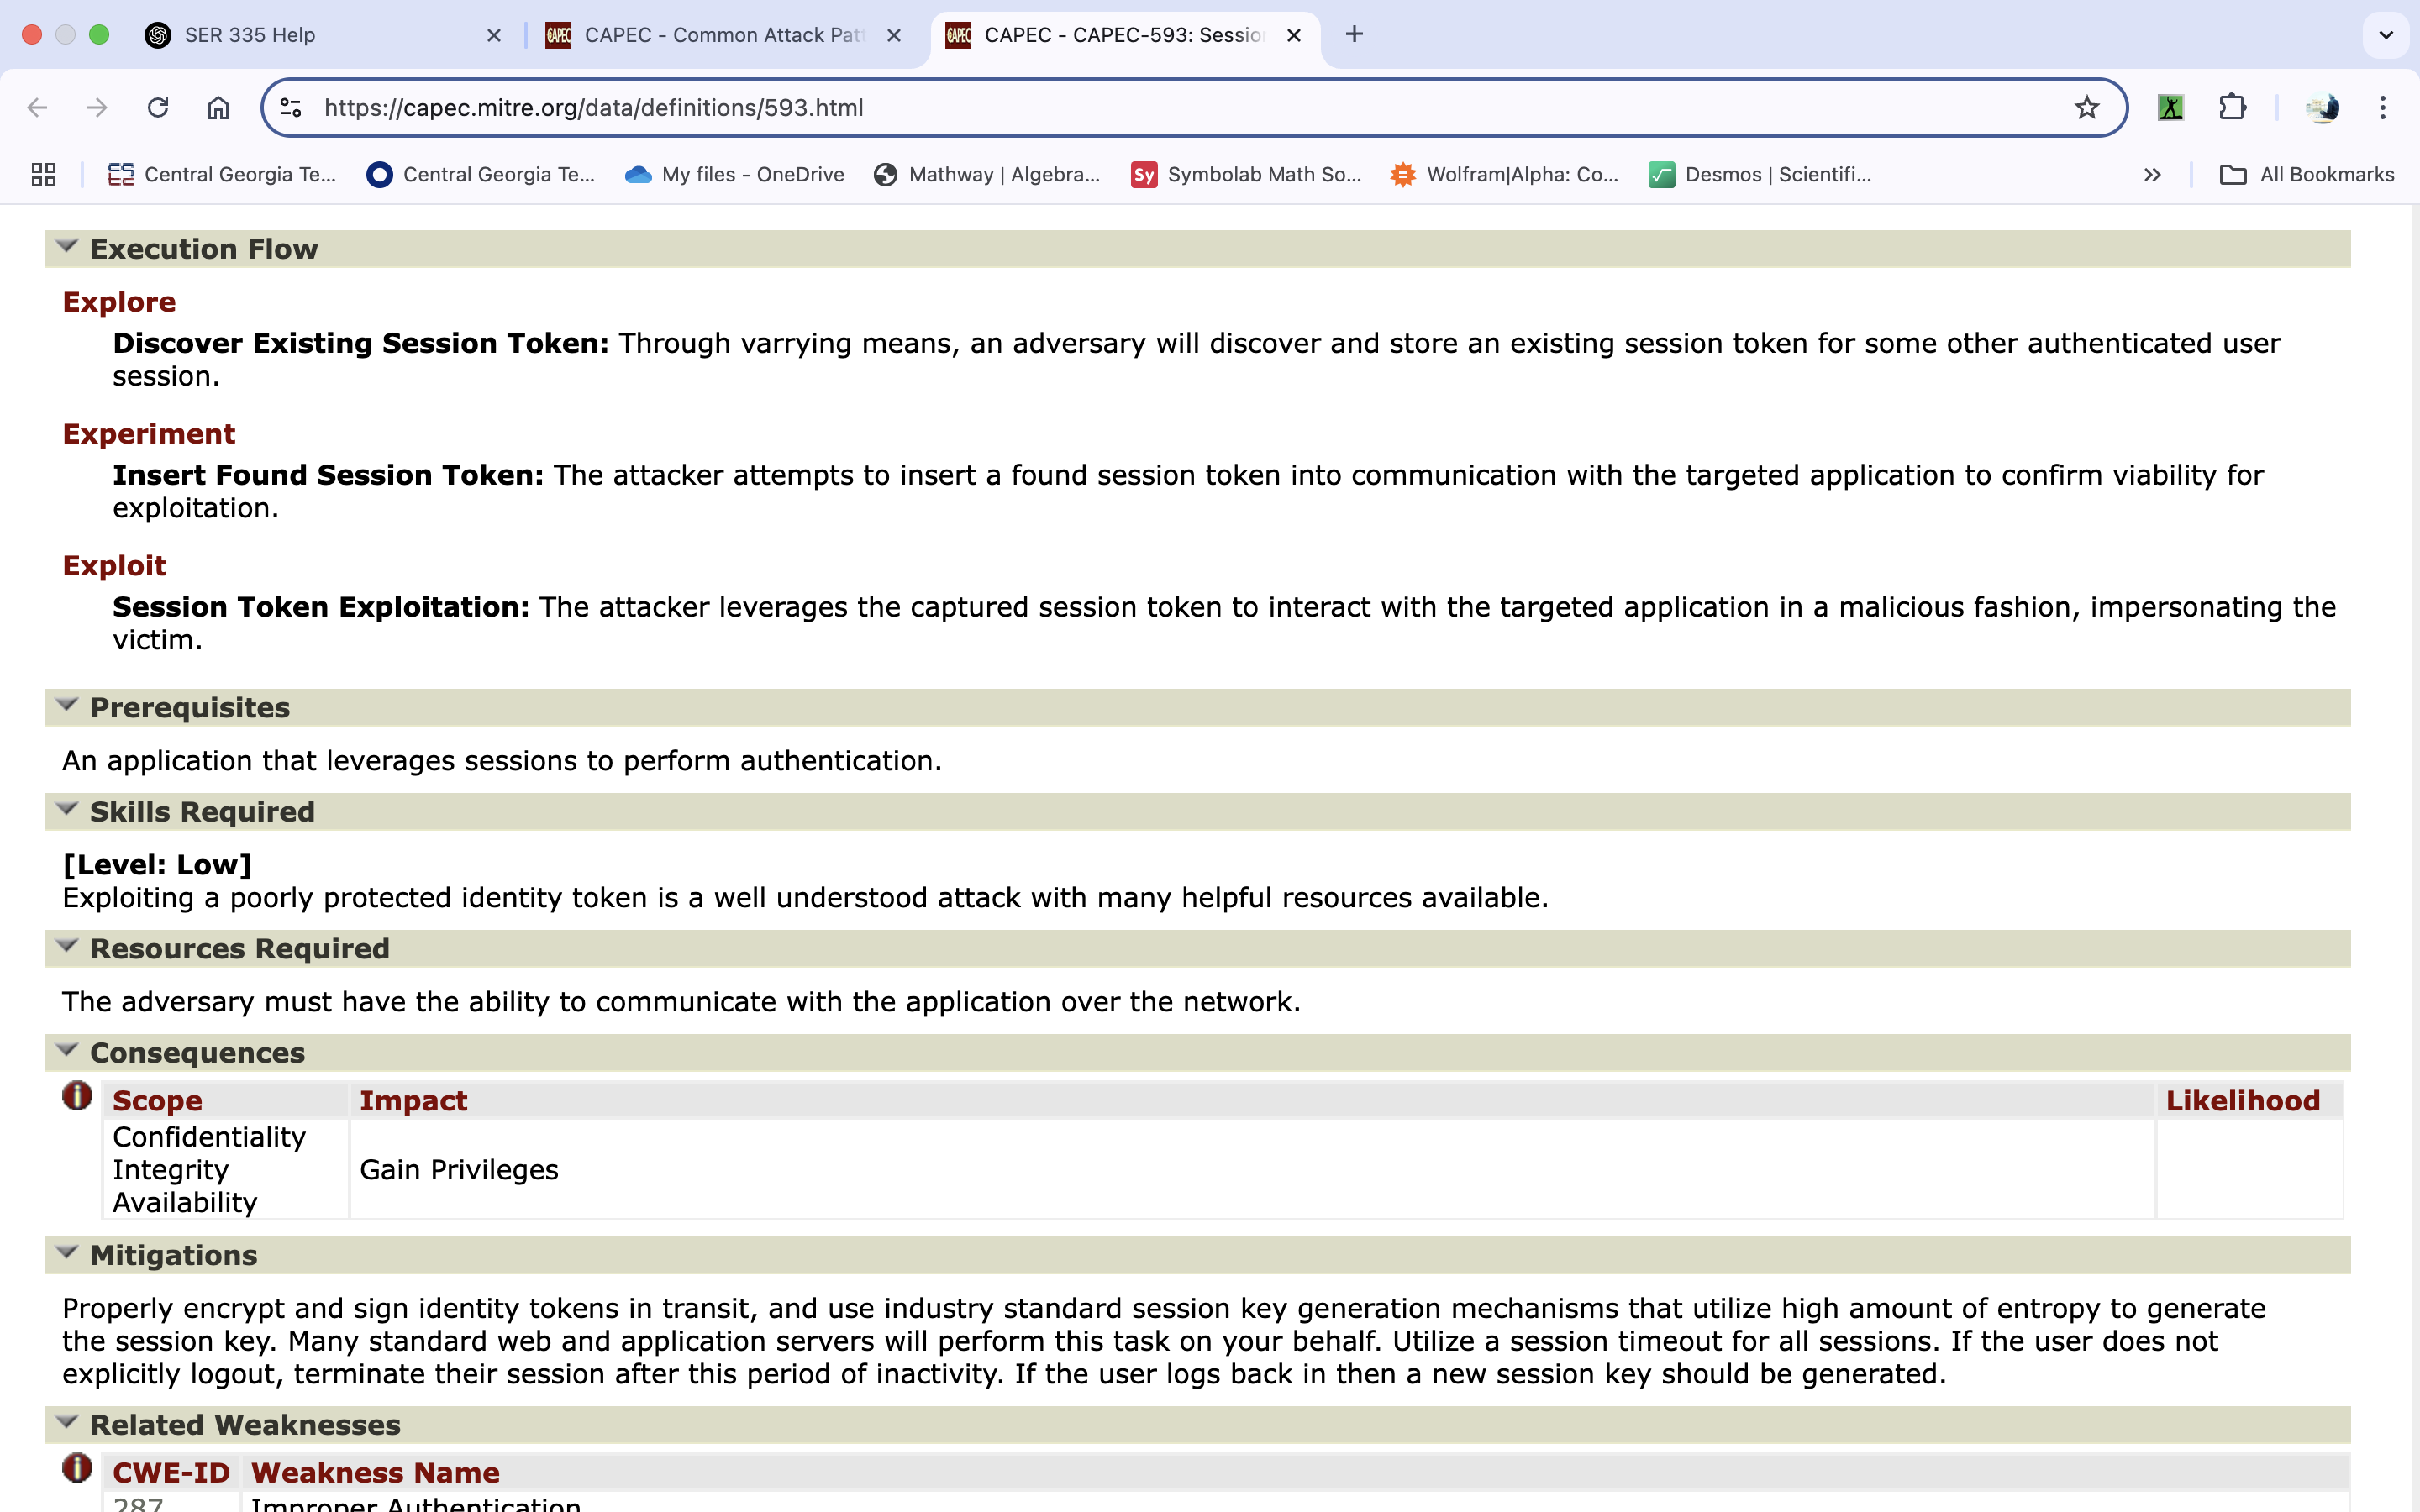 SER 335 Help
CAPEC - Common Attack Patt
CAPEC - CAPEC-593: Session
https://capec.mitre.org/data/definitions/593.html
Central Georgia Te...
Central Georgia Te...
My files - OneDrive
Mathway | Algebra...
Sy Symbolab Math So...
Wolfram|Alpha: Co...
Desmos | Scientifi...
All Bookmarks
Execution Flow
Explore
Discover Existing Session Token: Through varrying means, an adversary will discover and store an existing session token for some other authenticated user
session.
Experiment
Insert Found Session Token: The attacker attempts to insert a found session token into communication with the targeted application to confirm viability for
exploitation.
Exploit
Session Token Exploitation: The attacker leverages the captured session token to interact with the targeted application in a malicious fashion, impersonating the
victim.
Prerequisites
An application that leverages sessions to perform authentication.
Skills Required
[Level: Low]
Exploiting a poorly protected identity token is a well understood attack with many helpful resources available.
Resources Required
The adversary must have the ability to communicate with the application over the network.
Consequences
Scope Impact Likelihood
Confidentiality
Integrity Gain Privileges
Availability
Mitigations
Properly encrypt and sign identity tokens in transit, and use industry standard session key generation mechanisms that utilize high amount of entropy to generate
the session key. Many standard web and application servers will perform this task on your behalf. Utilize a session timeout for all sessions. If the user does not
explicitly logout, terminate their session after this period of inactivity. If the user logs back in then a new session key should be generated.
Related Weaknesses
CWE-ID Weakness Name
287 Improper Authentication